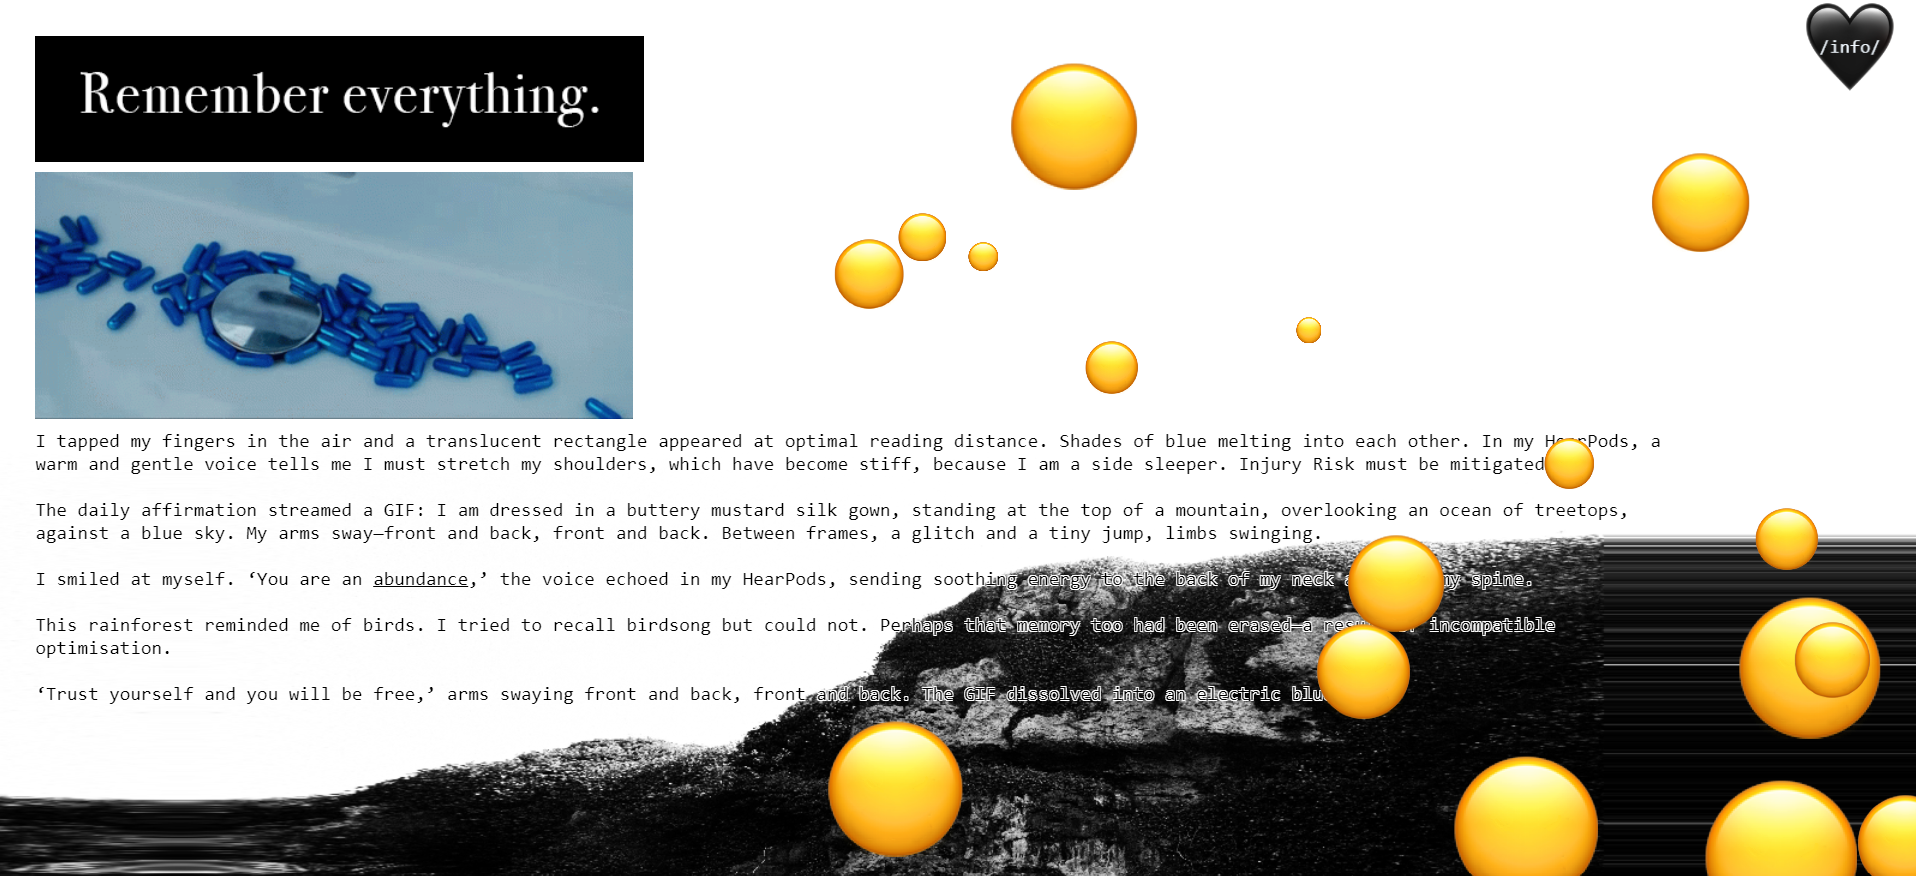 /info/
Remember everything.
I tapped my fingers in the air and a translucent rectangle appeared at optimal reading distance. Shades of blue melting into each other. In my HearPods, a
warm and gentle voice tells me I must stretch my shoulders, which have become stiff, because I am a side sleeper. Injury Risk must be mitigated
The daily affirmation streamed a GIF: I am dressed in a buttery mustard silk gown, standing at the top of a mountain, overlooking an ocean of treetops,
against a blue sky. My arms sway—front and back, front and back. Between frames, a glitch and a tiny jump, limbs swinging.
I smiled at myself. ‘You are an abundance,’ the voice echoed in my HearPods, sending soothing energy to the back of my neck my spine.
This rainforest reminded me of birds. I tried to recall birdsong but could not. Perhaps that memory too had been erased—a incompatible
optimisation.
‘Trust yourself and you will be free,’ arms swaying front and back, front and back. The GIF dissolved into an electric